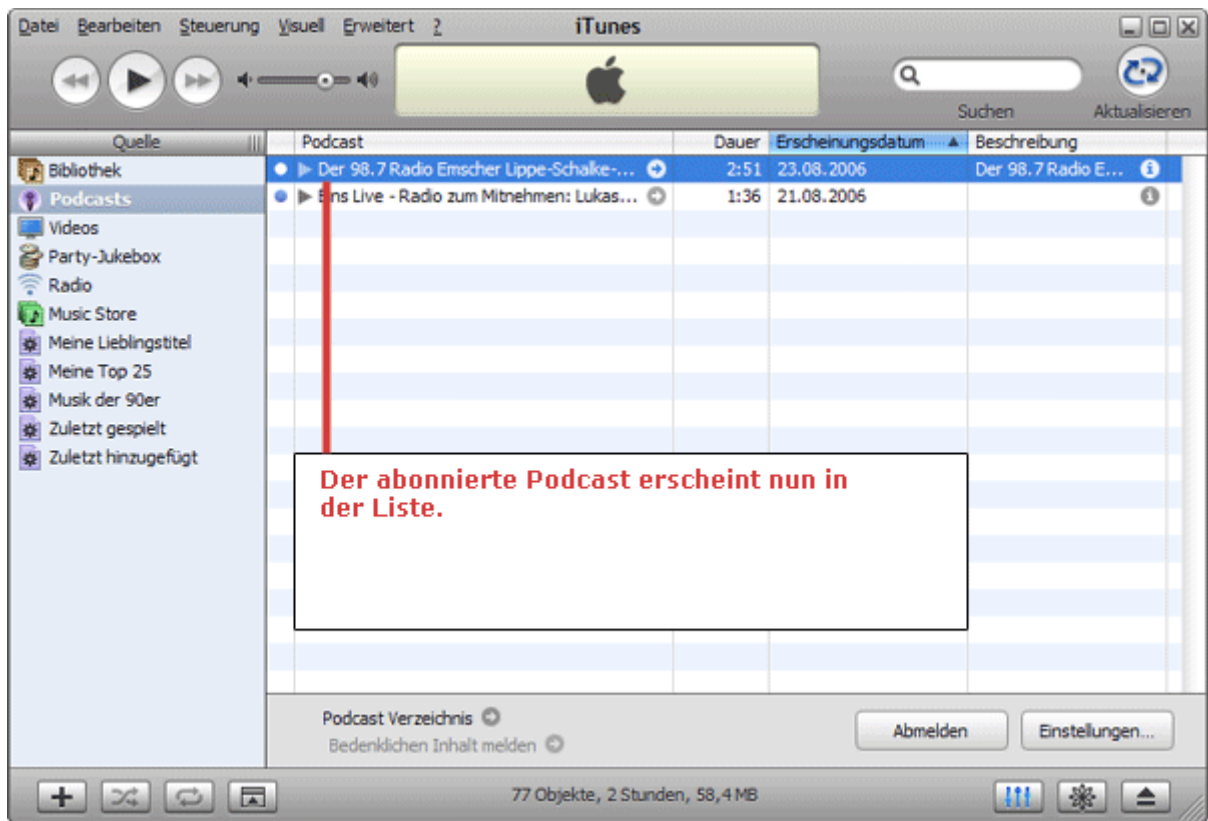 Datei Bearbeiten Steuerung Visuell Erweitert ? iTunes
Suchen Aktualisieren
Quelle Podcast Dauer Erscheinungsdatum Beschreibung
Bibliothek
Podcasts
Videos
Party-Jukebox
Radio
Music Store
Meine Lieblingstitel
Meine Top 25
Musik der 90er
Zuletzt gespielt
Zuletzt hinzugefügt
Der 98.7 Radio Emscher Lippe-Schalke-... 2:51 23.08.2006 Der 98.7 Radio E...
Eins Live - Radio zum Mitnehmen: Lukas... 1:36 21.08.2006
Der abonnierte Podcast erscheint nun in
der Liste.
Podcast Verzeichnis
Bedenklichen Inhalt melden
Abmelden Einstellungen...
77 Objekte, 2 Stunden, 58,4 MB